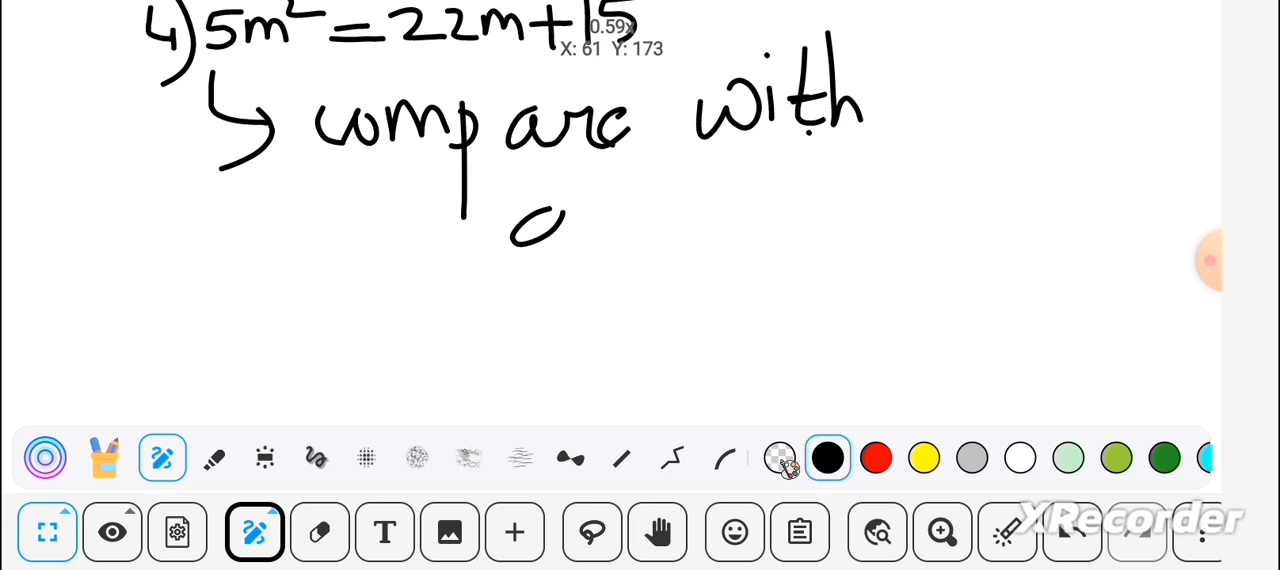 4) 5m² = 22m + 15
0.59x
X: 61 Y: 173
↳ compare with
T
XRecorder